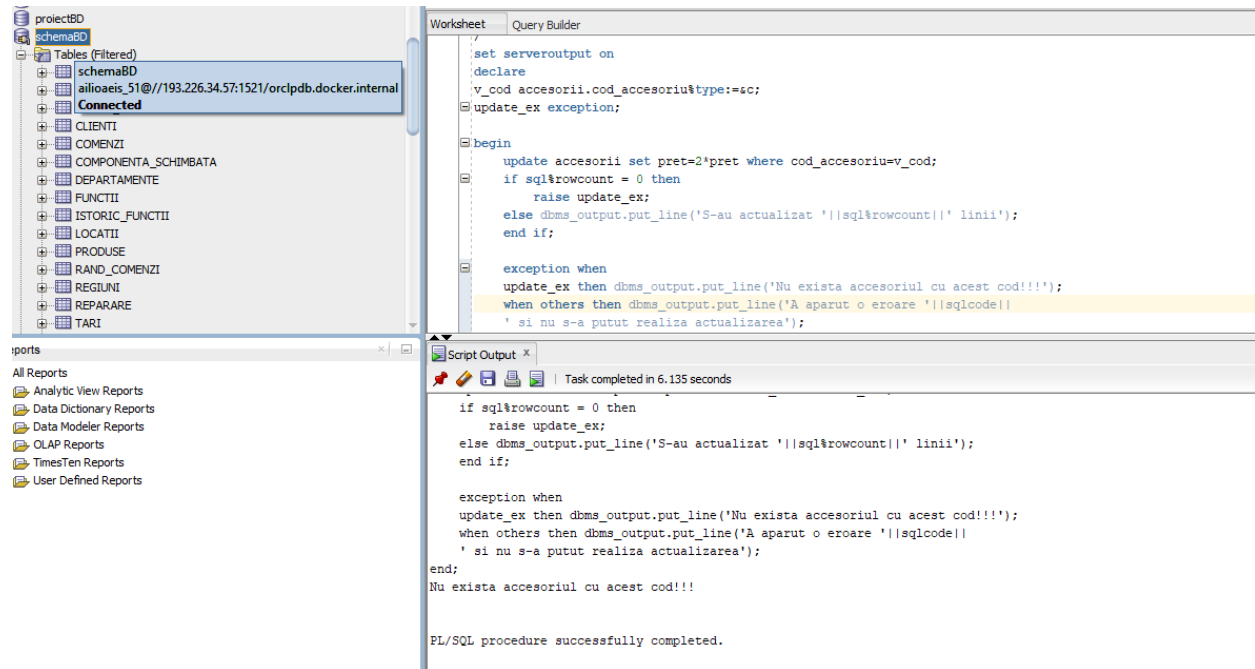 proiectBD
schemaBD
Tables (Filtered)
schemaBD
ailioaeis_51@//193.226.34.57:1521/orclpdb.docker.internal
Connected
CLIENTI
COMENZI
COMPONENTA_SCHIMBATA
DEPARTAMENTE
FUNCTII
ISTORIC_FUNCTII
LOCATII
PRODUSE
RAND_COMENZI
REGIUNI
REPARARE
TARI
ports
All Reports
Analytic View Reports
Data Dictionary Reports
Data Modeler Reports
OLAP Reports
TimesTen Reports
User Defined Reports
Worksheet Query Builder
/
set serveroutput on
declare
v_cod accesorii.cod_accesoriu%type:=&c;
update_ex exception;
begin
update accesorii set pret=2*pret where cod_accesoriu=v_cod;
if sql%rowcount = 0 then
raise update_ex;
else dbms_output.put_line('S-au actualizat '||sql%rowcount||' linii');
end if;
exception when
update_ex then dbms_output.put_line('Nu exista accesoriul cu acest cod!!!');
when others then dbms_output.put_line('A aparut o eroare '||sqlcode||
' si nu s-a putut realiza actualizarea');
Script Output x
Task completed in 6.135 seconds
if sql%rowcount = 0 then
raise update_ex;
else dbms_output.put_line('S-au actualizat '||sql%rowcount||' linii');
end if;
exception when
update_ex then dbms_output.put_line('Nu exista accesoriul cu acest cod!!!');
when others then dbms_output.put_line('A aparut o eroare '||sqlcode||
' si nu s-a putut realiza actualizarea');
end;
Nu exista accesoriul cu acest cod!!!
PL/SQL procedure successfully completed.